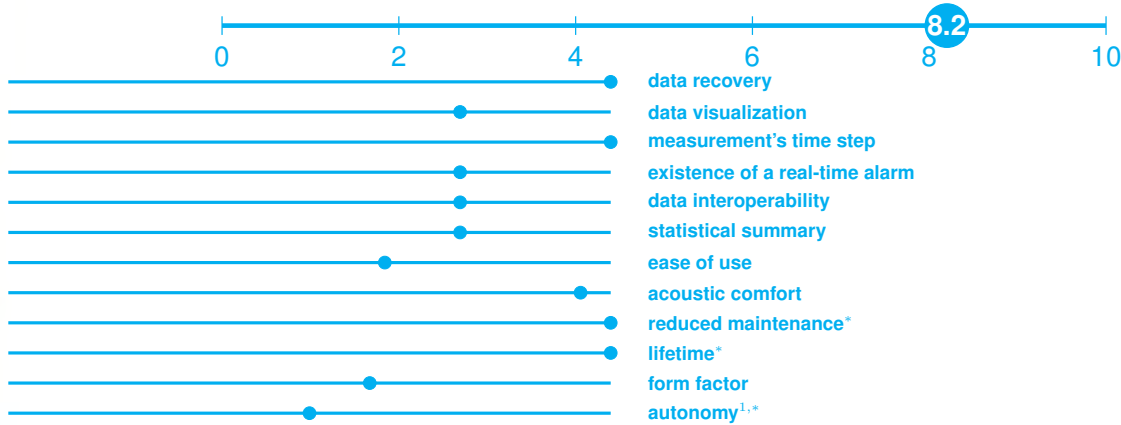 8.2
0 2 4 6 8 10
data recovery
data visualization
measurement's time step
existence of a real-time alarm
data interoperability
statistical summary
ease of use
acoustic comfort
reduced maintenance*
lifetime*
form factor
autonomy1,*